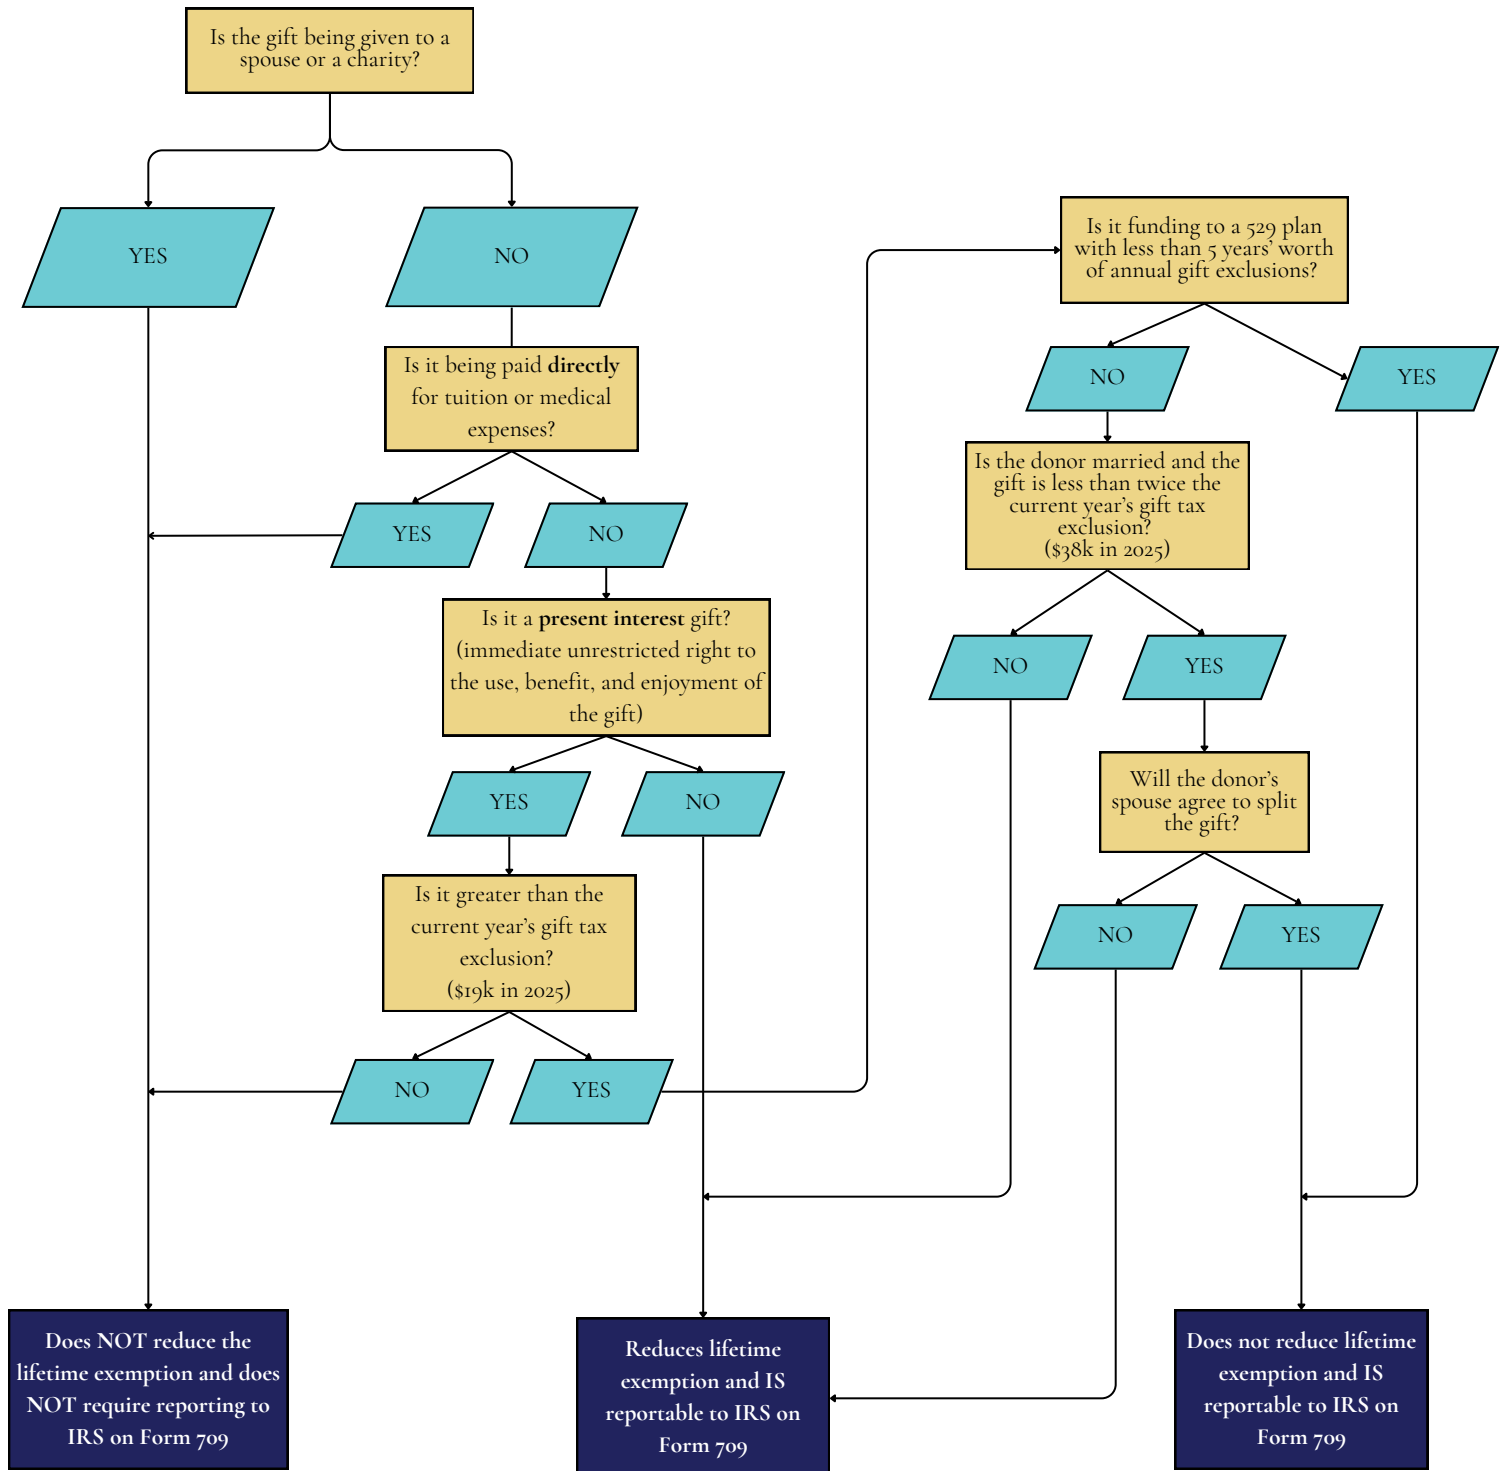 Is the gift being given to a
spouse or a charity?
YES
NO
Is it being paid directly
for tuition or medical
expenses?
YES
NO
Is it a present interest gift?
(immediate unrestricted right to
the use, benefit, and enjoyment of
the gift)
YES
NO
Is it greater than the
current year's gift tax
exclusion?
($19k in 2025)
NO
YES
Is it funding to a 529 plan
with less than 5 years' worth
of annual gift exclusions?
NO
YES
Is the donor married and the
gift is less than twice the
current year's gift tax
exclusion?
($38k in 2025)
NO
YES
Will the donor's
spouse agree to split
the gift?
NO
YES
Does NOT reduce the
lifetime exemption and does
NOT require reporting to
IRS on Form 709
Reduces lifetime
exemption and IS
reportable to IRS on
Form 709
Does not reduce lifetime
exemption and IS
reportable to IRS on
Form 709